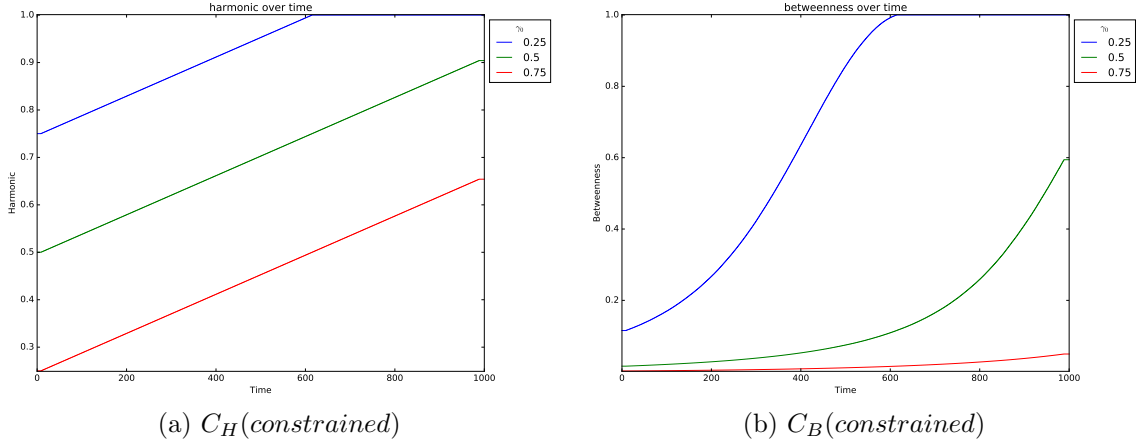 harmonic over time
γ₀
0.25
0.5
0.75
1.0
0.9
0.8
0.7
0.6
0.5
0.4
0.3
Harmonic
0 200 400 600 800 1000
Time
(a) C_H(constrained)
betweenness over time
γ₀
0.25
0.5
0.75
1.0
0.8
0.6
0.4
0.2
Betweenness
0 200 400 600 800 1000
Time
(b) C_B(constrained)